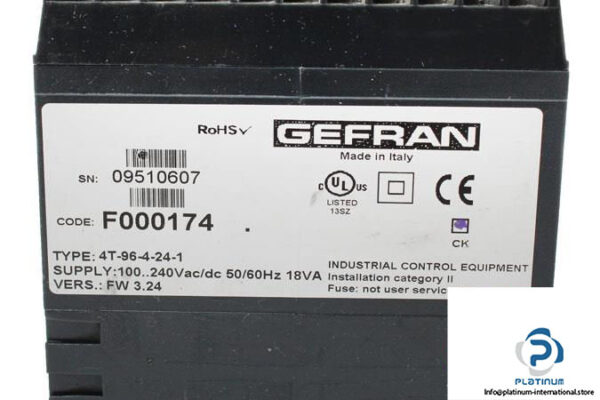 RoHS✓ GEFRAN
Made in Italy
SN: 09510607
C UL US
LISTED
13SZ
CE
CODE: F000174 .
CK
TYPE: 4T-96-4-24-1
SUPPLY:100..240Vac/dc 50/60Hz 18VA
VERS.: FW 3.24
INDUSTRIAL CONTROL EQUIPMENT
Installation category II
Fuse: not user servic
PLATINUM
Info@platinum-international.store